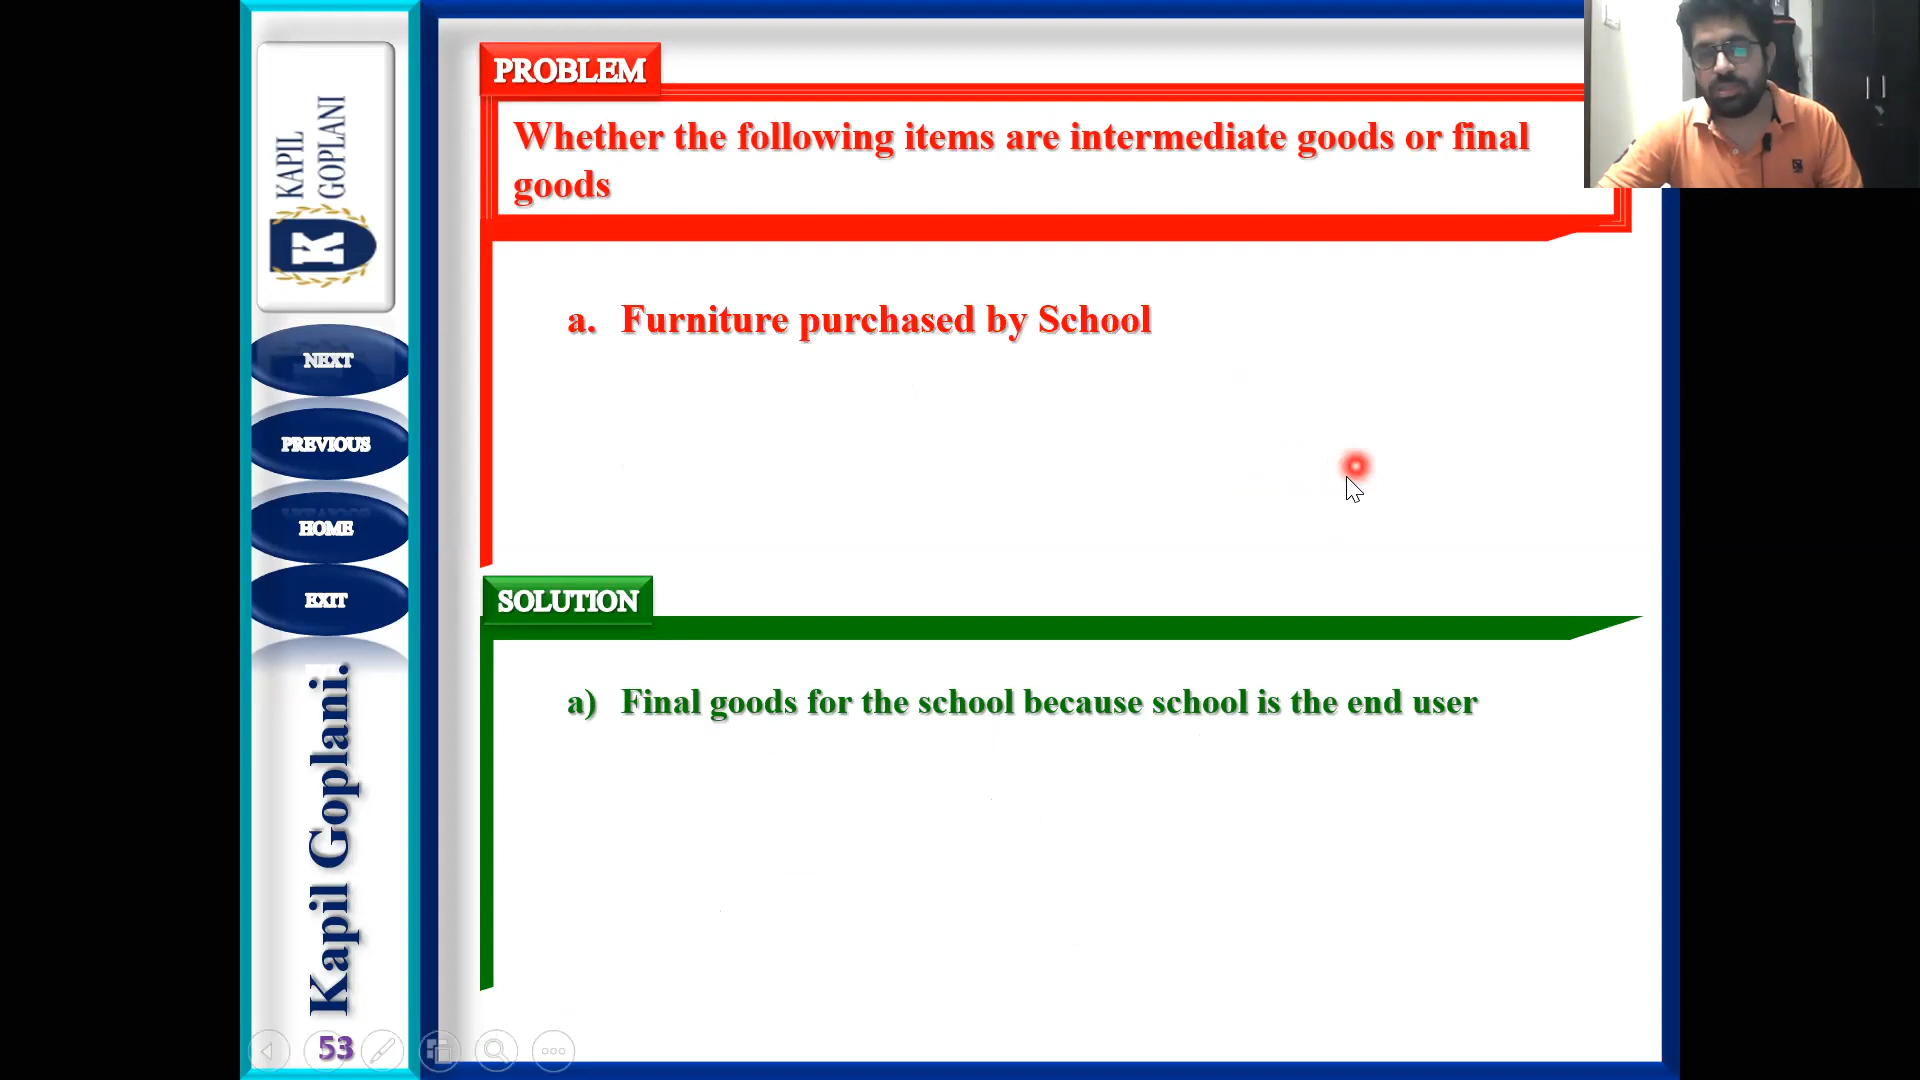 KAPIL
GOPLANI
K
NEXT
PREVIOUS
HOME
EXIT
Kapil Goplani.
53
PROBLEM
Whether the following items are intermediate goods or final
goods
a. Furniture purchased by School
SOLUTION
a) Final goods for the school because school is the end user